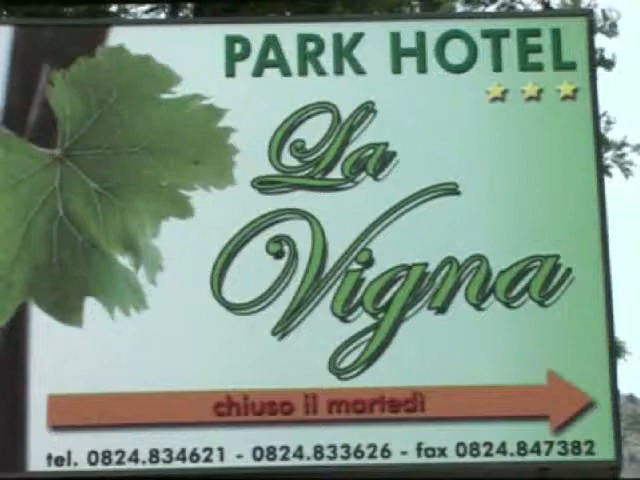 PARK HOTEL
La
Vigna
chiuso il martedì
tel. 0824.834621 - 0824.833626 - fax 0824.847382